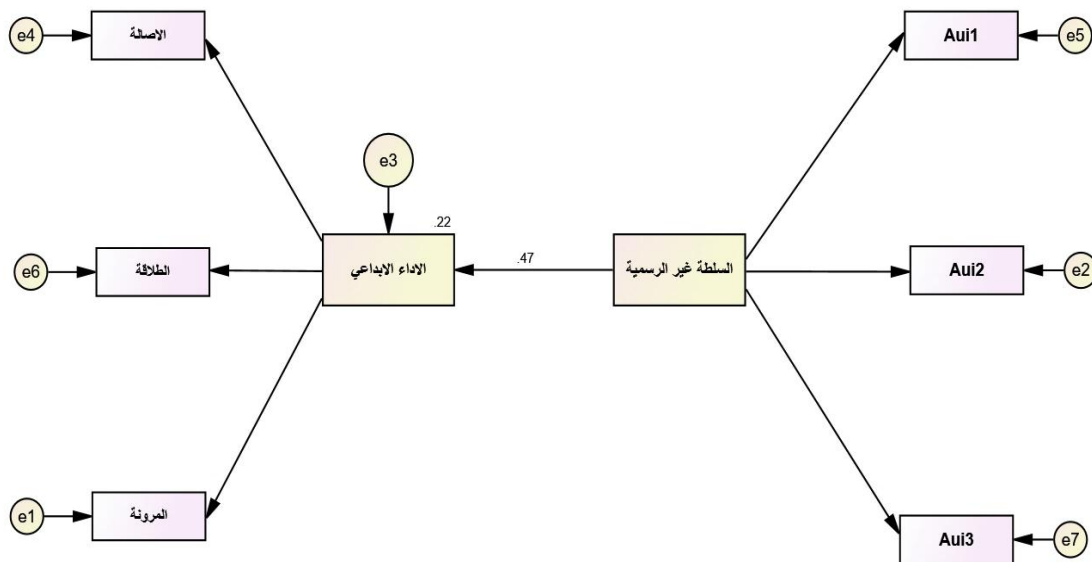 e4
الاصالة
Aui1
e5
e3
.22
.47
e6
الطلاقة
الاداء الابداعي
السلطة غير الرسمية
Aui2
e2
e1
المرونة
Aui3
e7